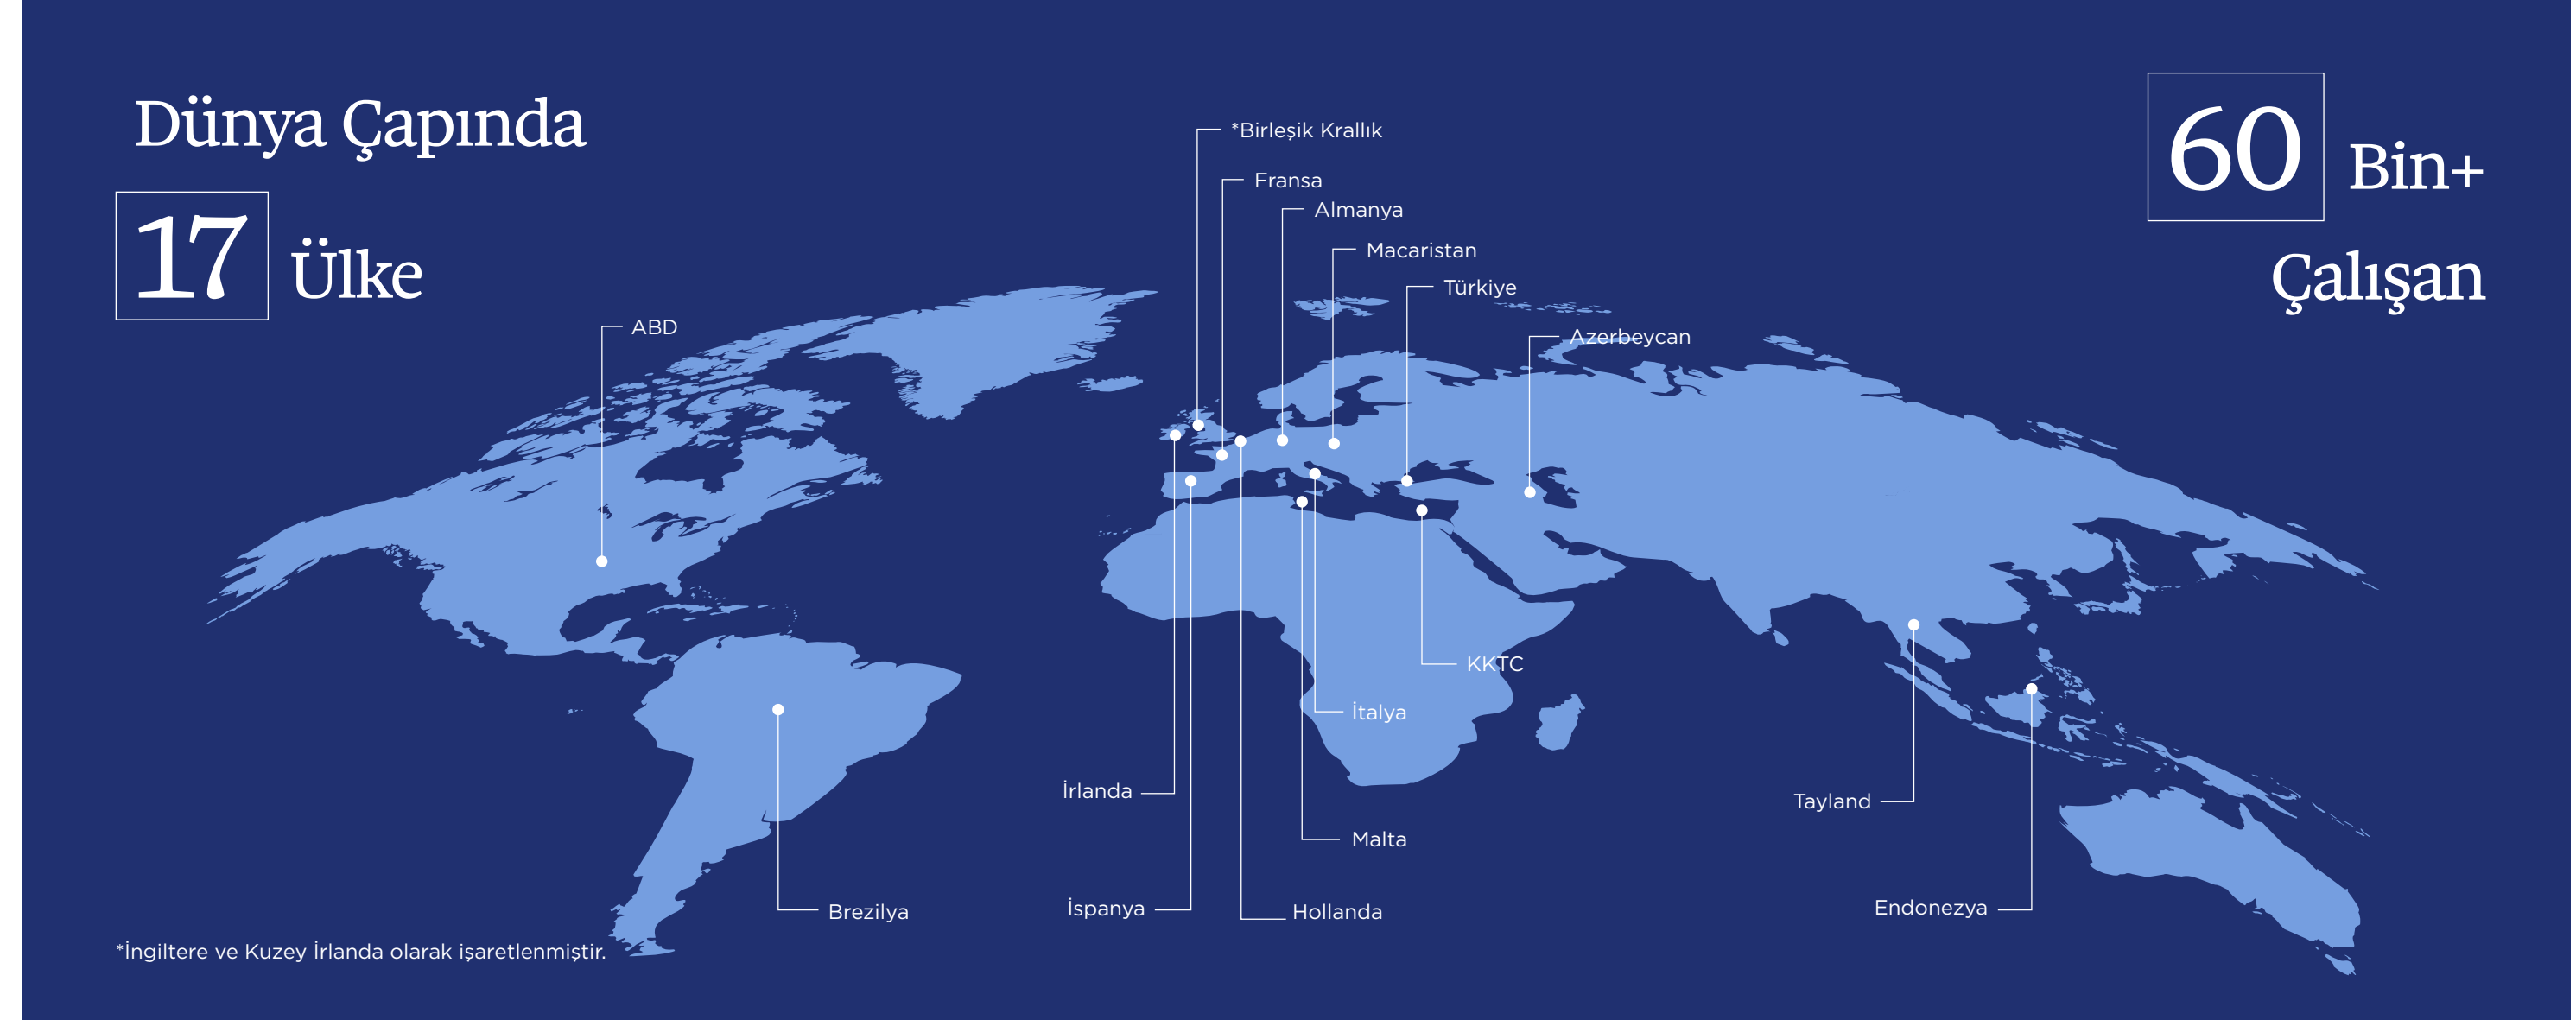 Dünya Çapında
17 Ülke
60 Bin+
Çalışan
*Birleşik Krallık
Fransa
Almanya
Macaristan
Türkiye
ABD
Azerbeycan
KKTC
İtalya
İrlanda
Tayland
Malta
Endonezya
Brezilya
İspanya
Hollanda
*İngiltere ve Kuzey İrlanda olarak işaretlenmiştir.